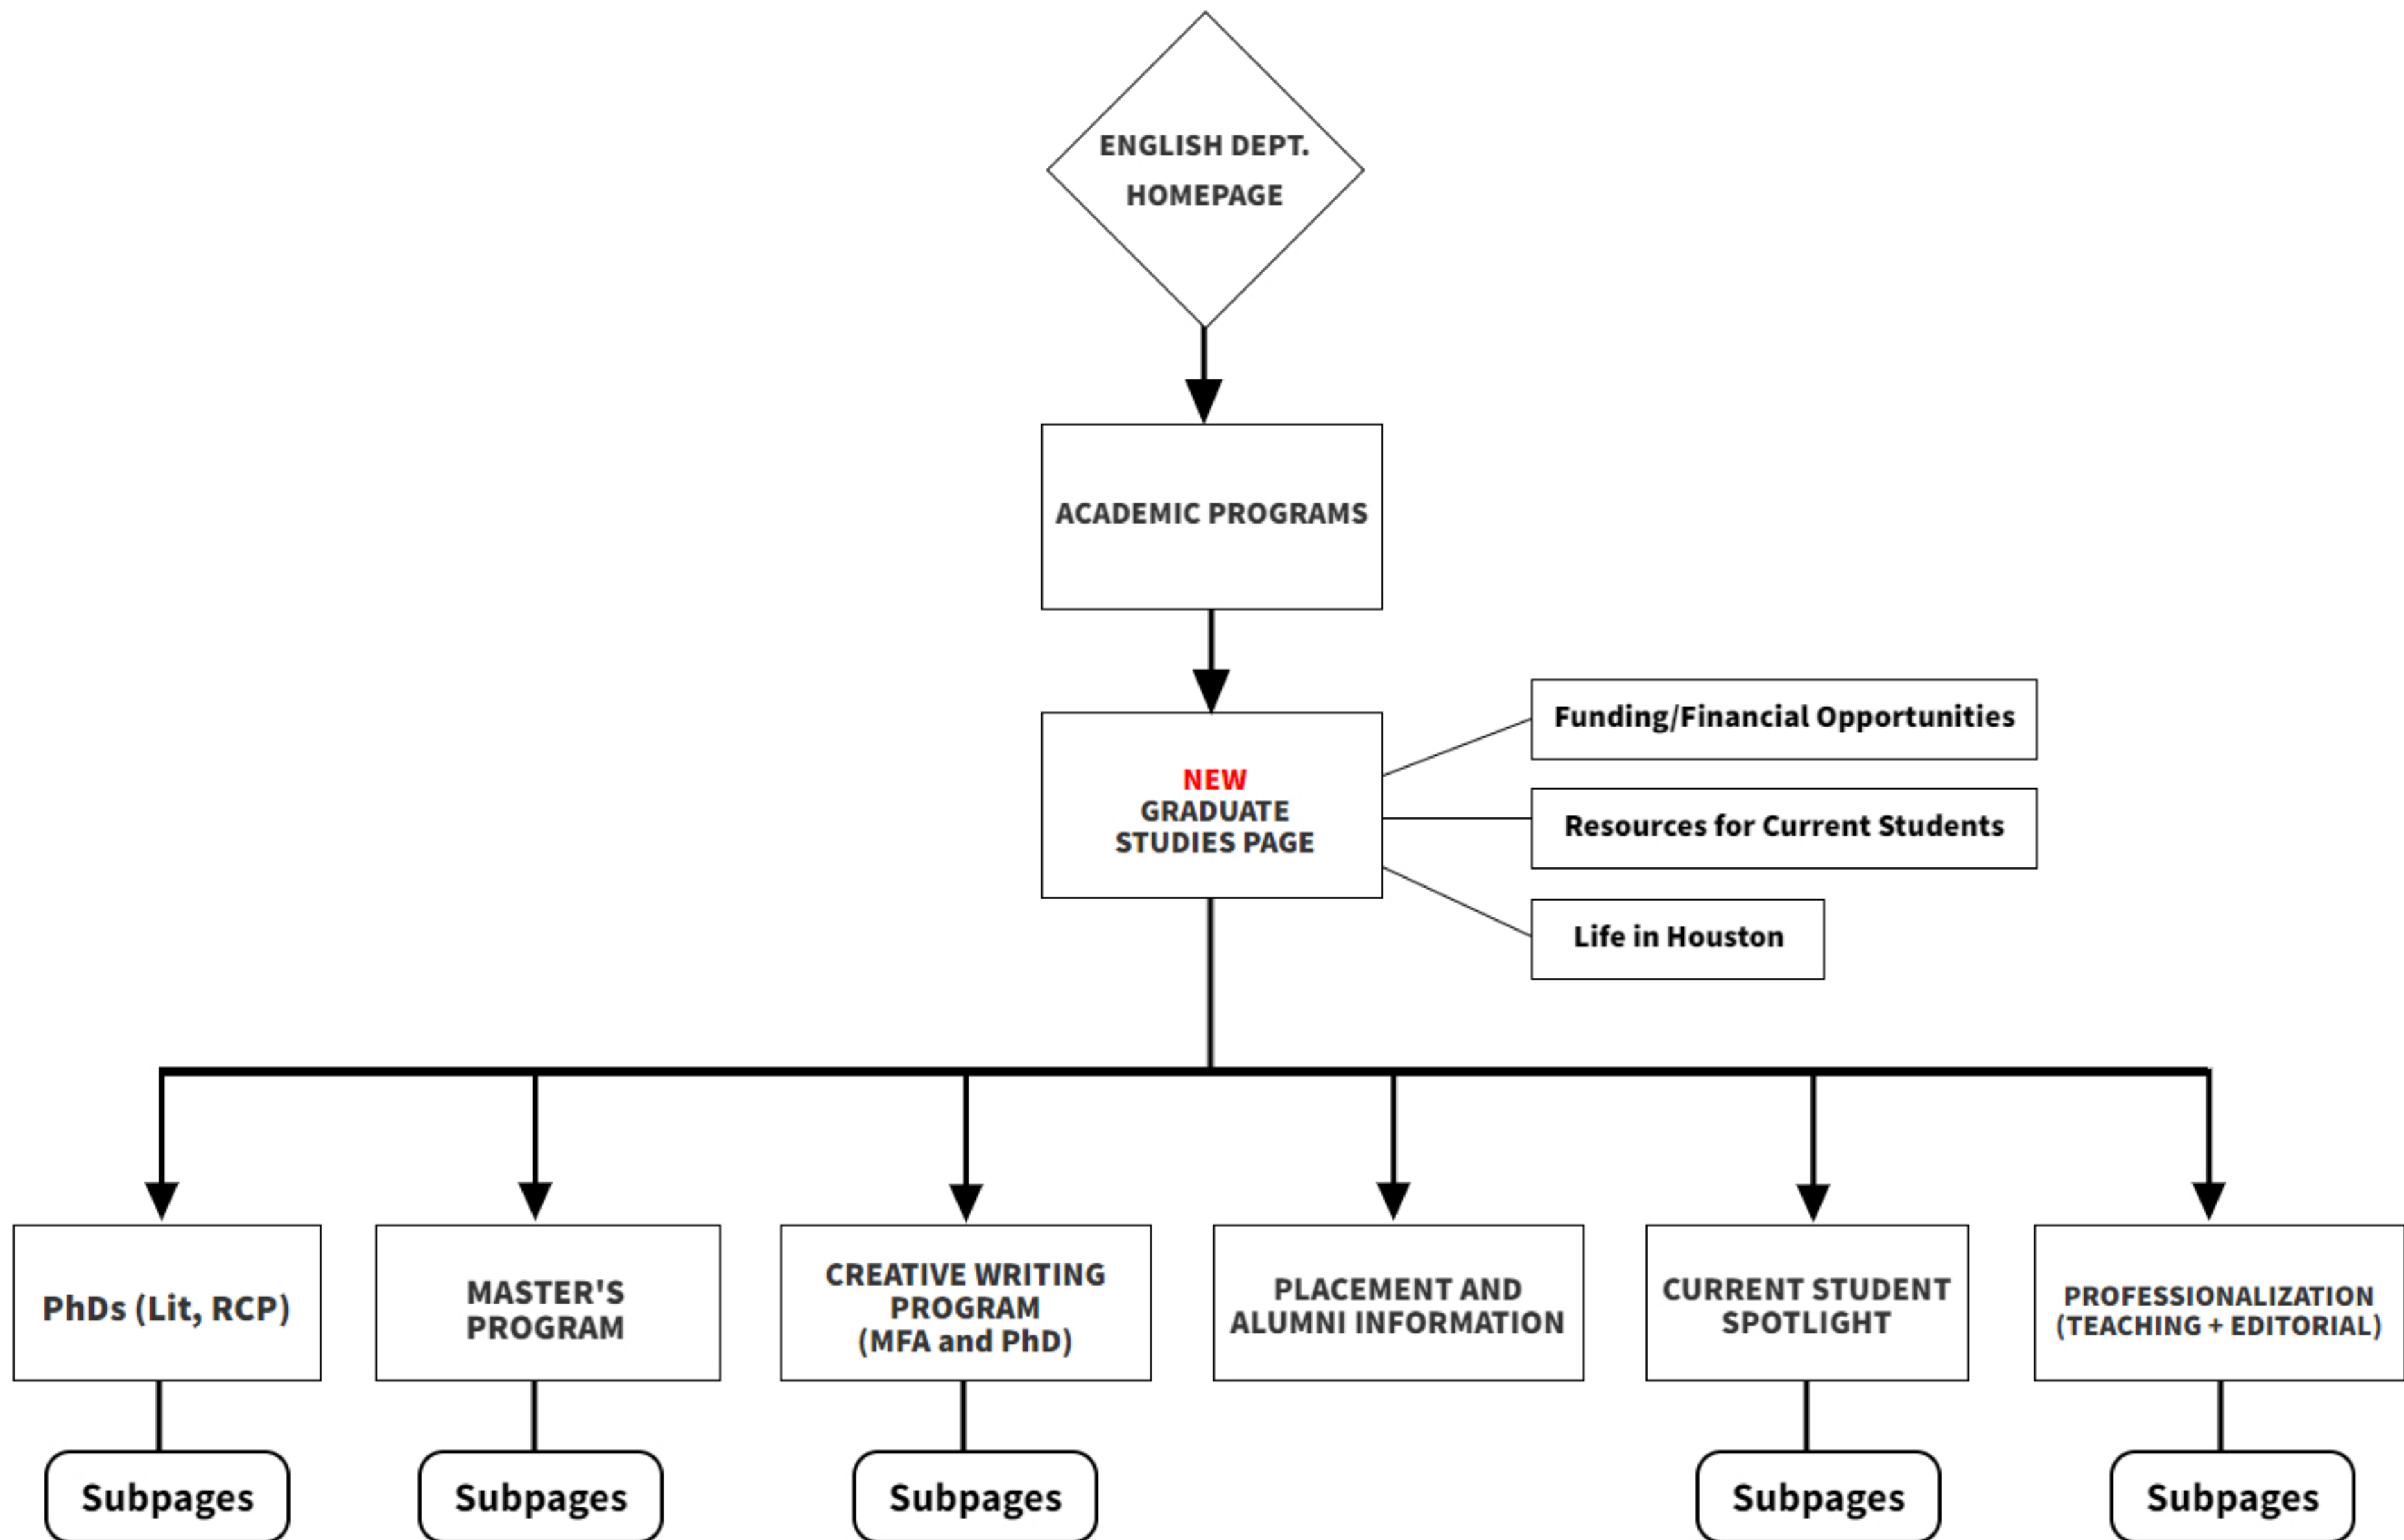 ENGLISH DEPT.
HOMEPAGE
ACADEMIC PROGRAMS
NEW
GRADUATE
STUDIES PAGE
Funding/Financial Opportunities
Resources for Current Students
Life in Houston
PhDs (Lit, RCP)
MASTER'S
PROGRAM
CREATIVE WRITING
PROGRAM
(MFA and PhD)
PLACEMENT AND
ALUMNI INFORMATION
CURRENT STUDENT
SPOTLIGHT
PROFESSIONALIZATION
(TEACHING + EDITORIAL)
Subpages
Subpages
Subpages
Subpages
Subpages